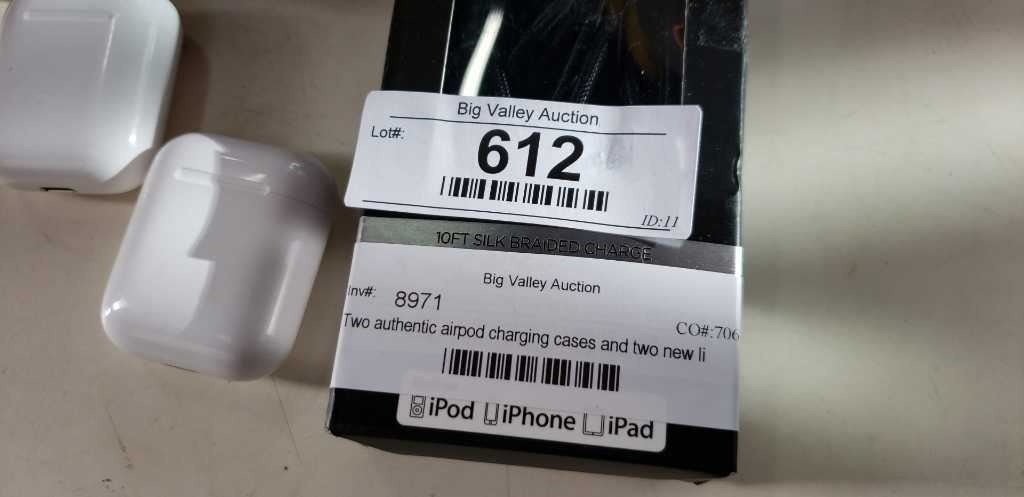 Big Valley Auction
Lot#:
612
ID:11
10FT SILK BRAIDED CHARGE
Big Valley Auction
Inv#: 8971
CO#:706
Two authentic airpod charging cases and two new li
iPod iPhone iPad